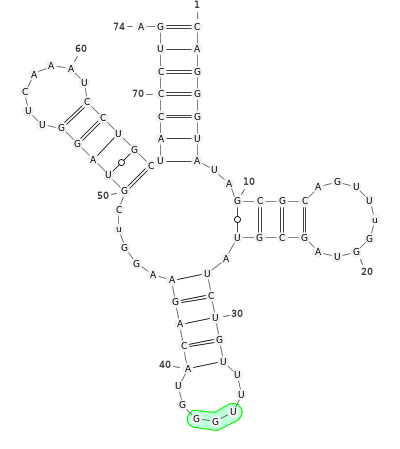 1
74 A G C
60 U A
A A A C G
U
C 70 C G
C
U C C G
U G U
G A U
A G C U A
U U A 10 A G U
50 G G C G C U
C u
u U G C G G
G A A U G
G 20
A A U
G C
A U 30
C G
40 A U
U U
G U
G G U